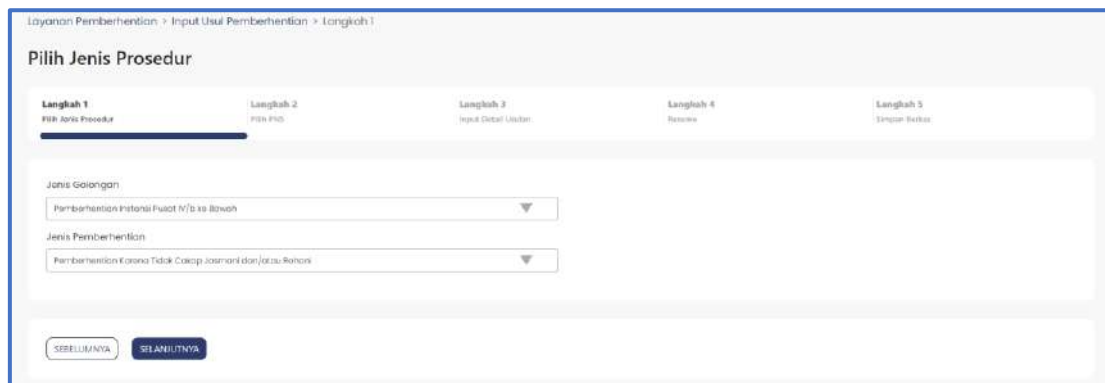 Layanan Pemberhentian > Input Usul Pemberhentian > Langkah 1
Pilih Jenis Prosedur
Langkah 1
Pilih Jenis Prosedur
Langkah 2
Pilih PNS
Langkah 3
Input Detail Usulan
Langkah 4
Resume
Langkah 5
Simpan Berkas
Jenis Golongan
Pemberhentian Instansi Pusat IV/b ke Bawah
Jenis Pemberhentian
Pemberhentian Karena Tidak Cakap Jasmani dan/atau Rohani
SEBELUMNYA
SELANJUTNYA